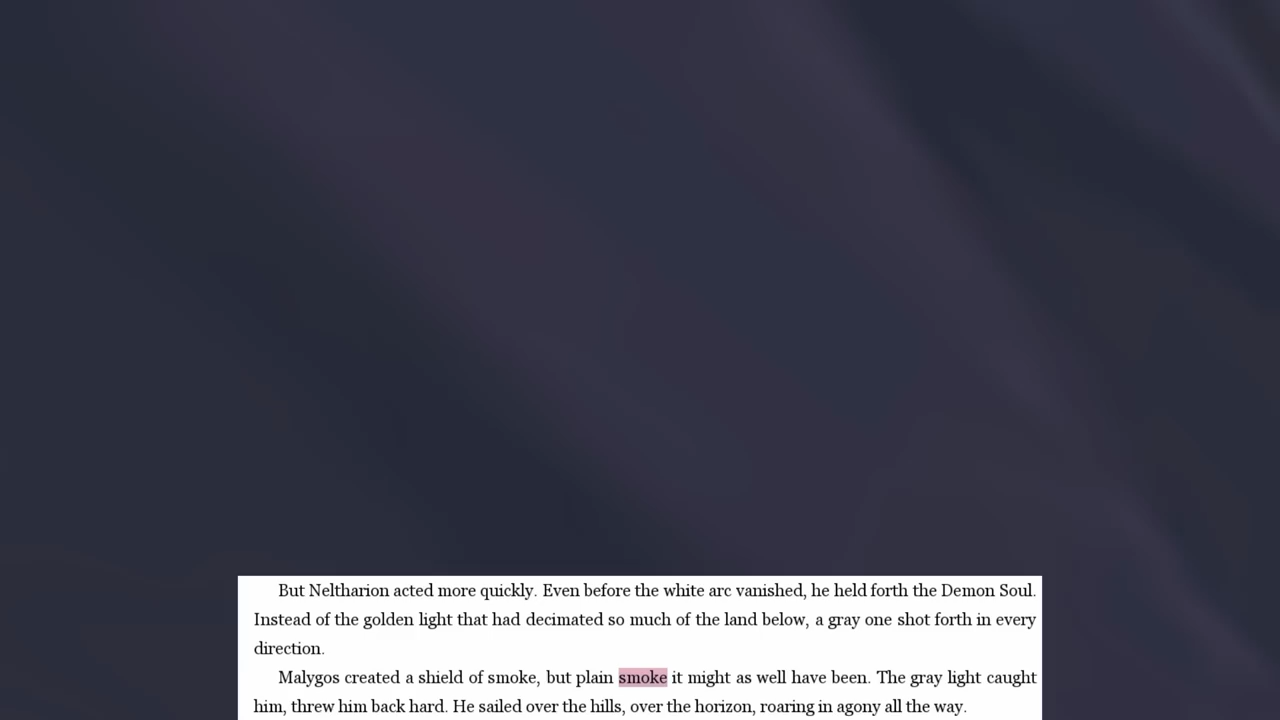 But Neltharion acted more quickly. Even before the white arc vanished, he held forth the Demon Soul.
Instead of the golden light that had decimated so much of the land below, a gray one shot forth in every
direction.
Malygos created a shield of smoke, but plain smoke it might as well have been. The gray light caught
him, threw him back hard. He sailed over the hills, over the horizon, roaring in agony all the way.